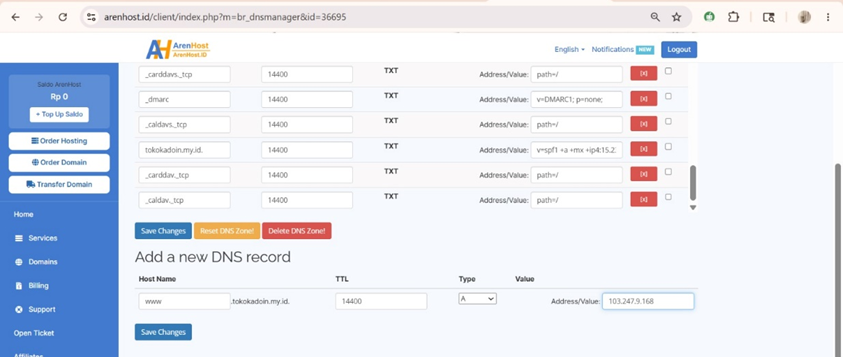 arenhost.id/client/index.php?m=br_dnsmanager&id=36695
AH ArenHost
ArenHost.ID
English Notifications NEW Logout
Saldo ArenHost
Rp 0
+ Top Up Saldo
Order Hosting
Order Domain
Transfer Domain
Home
Services
Domains
Billing
Support
Open Ticket
Affiliates
_carddavs._tcp 14400 TXT Address/Value: path=/ [x]
_dmarc 14400 TXT Address/Value: v=DMARC1; p=none; [x]
_caldavs._tcp 14400 TXT Address/Value: path=/ [x]
tokokadoin.my.id. 14400 TXT Address/Value: v=spf1 +a +mx +ip4:15.2 [x]
_carddav._tcp 14400 TXT Address/Value: path=/ [x]
_caldav._tcp 14400 TXT Address/Value: path=/ [x]
Save Changes Reset DNS Zone! Delete DNS Zone!
Add a new DNS record
Host Name TTL Type Value
www .tokokadoin.my.id. 14400 A Address/Value: 103.247.9.168
Save Changes